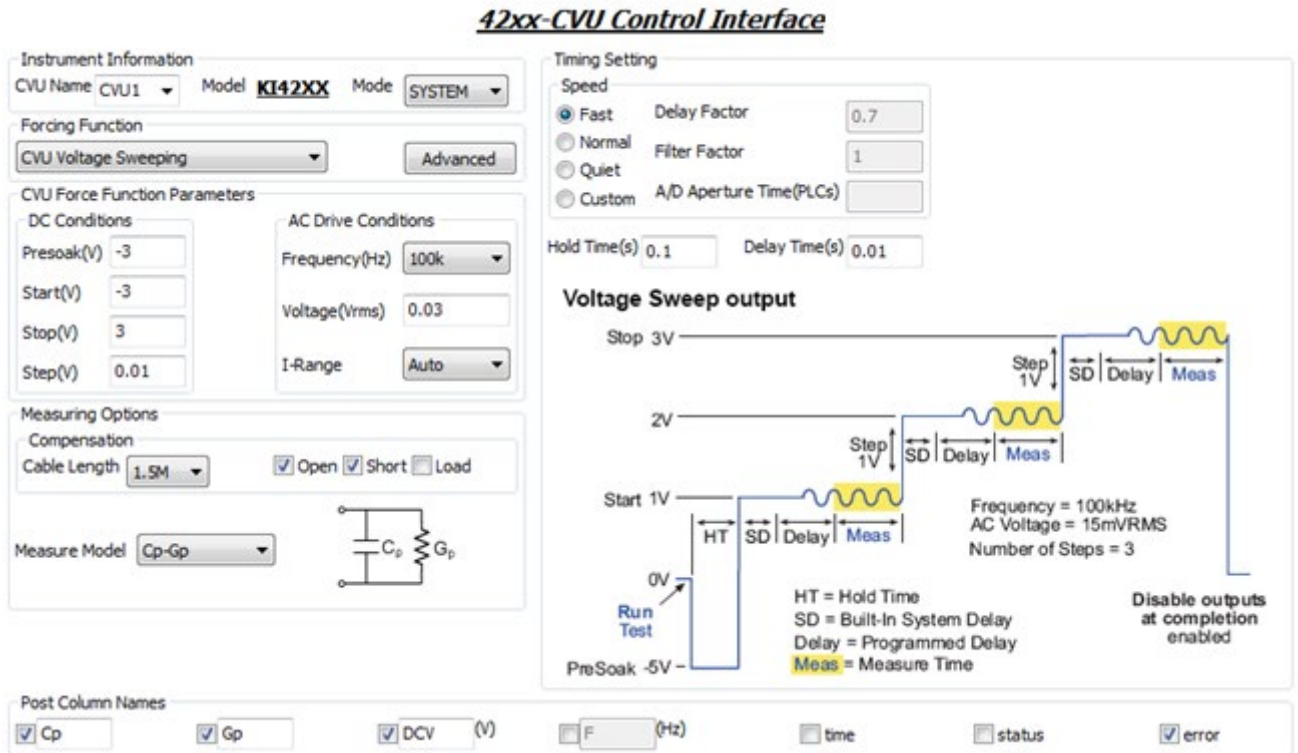 42xx-CVU Control Interface
Instrument Information
CVU Name CVU1 Model KI42XX Mode SYSTEM
Forcing Function
CVU Voltage Sweeping Advanced
CVU Force Function Parameters
DC Conditions
Presoak(V) -3
Start(V) -3
Stop(V) 3
Step(V) 0.01
AC Drive Conditions
Frequency(Hz) 100k
Voltage(Vrms) 0.03
I-Range Auto
Measuring Options
Compensation
Cable Length 1.5M Open Short Load
Measure Model Cp-Gp
Cp Gp
Timing Setting
Speed
Fast
Normal
Quiet
Custom
Delay Factor 0.7
Filter Factor 1
A/D Aperture Time(PLCs)
Hold Time(s) 0.1 Delay Time(s) 0.01
Voltage Sweep output
Stop 3V
Step 1V
SD Delay Meas
2V
Step 1V
SD Delay Meas
Start 1V
HT SD Delay Meas
Frequency = 100kHz
AC Voltage = 15mVRMS
Number of Steps = 3
0V
Run
Test
PreSoak -5V
HT = Hold Time
SD = Built-In System Delay
Delay = Programmed Delay
Meas = Measure Time
Disable outputs
at completion
enabled
Post Column Names
Cp Gp DCV (V) F (Hz) time status error